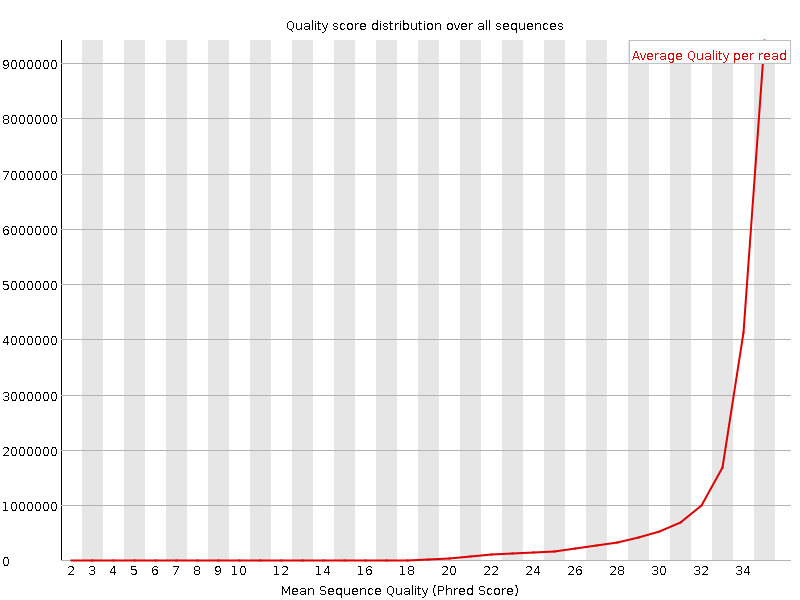 Quality score distribution over all sequences
Average Quality per read
9000000
8000000
7000000
6000000
5000000
4000000
3000000
2000000
1000000
0
2 3 4 5 6 7 8 9 10 12 14 16 18 20 22 24 26 28 30 32 34
Mean Sequence Quality (Phred Score)